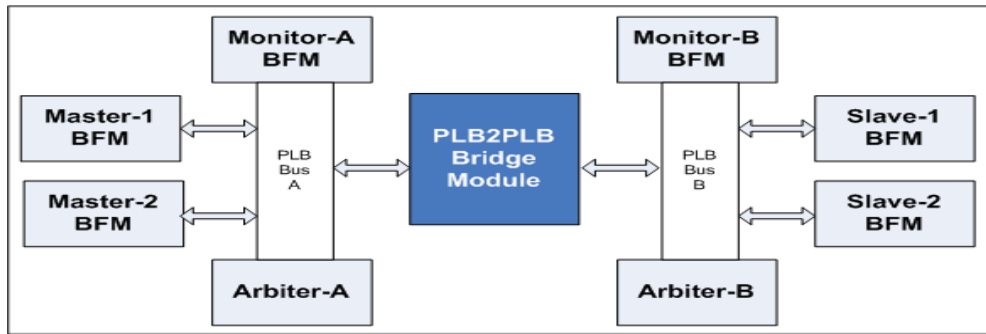 Monitor-A
BFM
Monitor-B
BFM
Master-1
BFM
PLB
Bus
A
PLB2PLB
Bridge
Module
PLB
Bus
B
Slave-1
BFM
Master-2
BFM
Slave-2
BFM
Arbiter-A
Arbiter-B